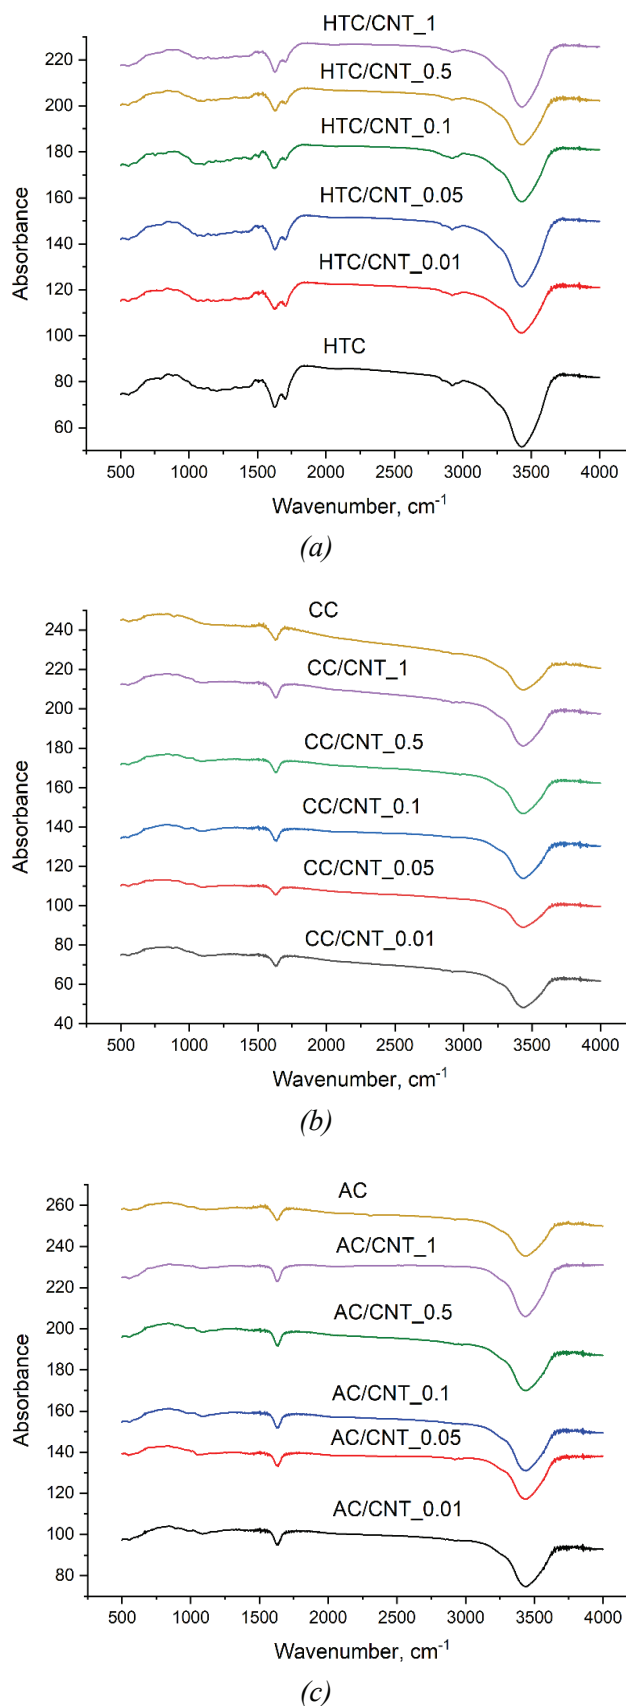 HTC/CNT_1
220
HTC/CNT_0.5
200
HTC/CNT_0.1
180
160
HTC/CNT_0.05
140
HTC/CNT_0.01
120
100
HTC
80
60
Absorbance
500 1000 1500 2000 2500 3000 3500 4000
Wavenumber, cm-1
(a)
CC
240
220
CC/CNT_1
200
CC/CNT_0.5
180
160
CC/CNT_0.1
140
120
CC/CNT_0.05
100
CC/CNT_0.01
80
60
40
Absorbance
500 1000 1500 2000 2500 3000 3500 4000
Wavenumber, cm-1
(b)
AC
260
240
AC/CNT_1
220
AC/CNT_0.5
200
180
AC/CNT_0.1
160
AC/CNT_0.05
140
120
AC/CNT_0.01
100
80
Absorbance
500 1000 1500 2000 2500 3000 3500 4000
Wavenumber, cm-1
(c)